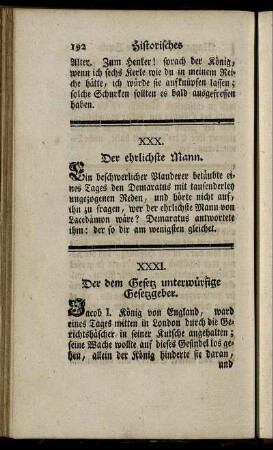 192 Historisches
Alter. Zum Henker! sprach der König,
wenn ich sechs Kerle wie du in meinem Rei-
che hätte, ich würde sie aufknüpfen lassen;
solche Schurken sollten es bald ausgefressen
haben.
XXX.
Der ehrlichste Mann.
Ein beschwerlicher Plauderer betäubte ei-
nes Tages den Demaratus mit tausenderley
ungezogenen Reden, und hörte nicht auf,
ihn zu fragen, wer der ehrlichste Mann von
Lacedämon wäre? Demaratus antwortete
ihm: der so dir am wenigsten gleichet.
XXXI.
Der dem Gesetz unterwürfige
Gesetzgeber.
Jacob I. König von England, ward
eines Tages mitten in London durch die Ge-
richtshäscher in seiner Kutsche angehalten;
seine Wache wollte auf dieses Gesindel los ge-
hen, allein der König hinderte sie daran,
und